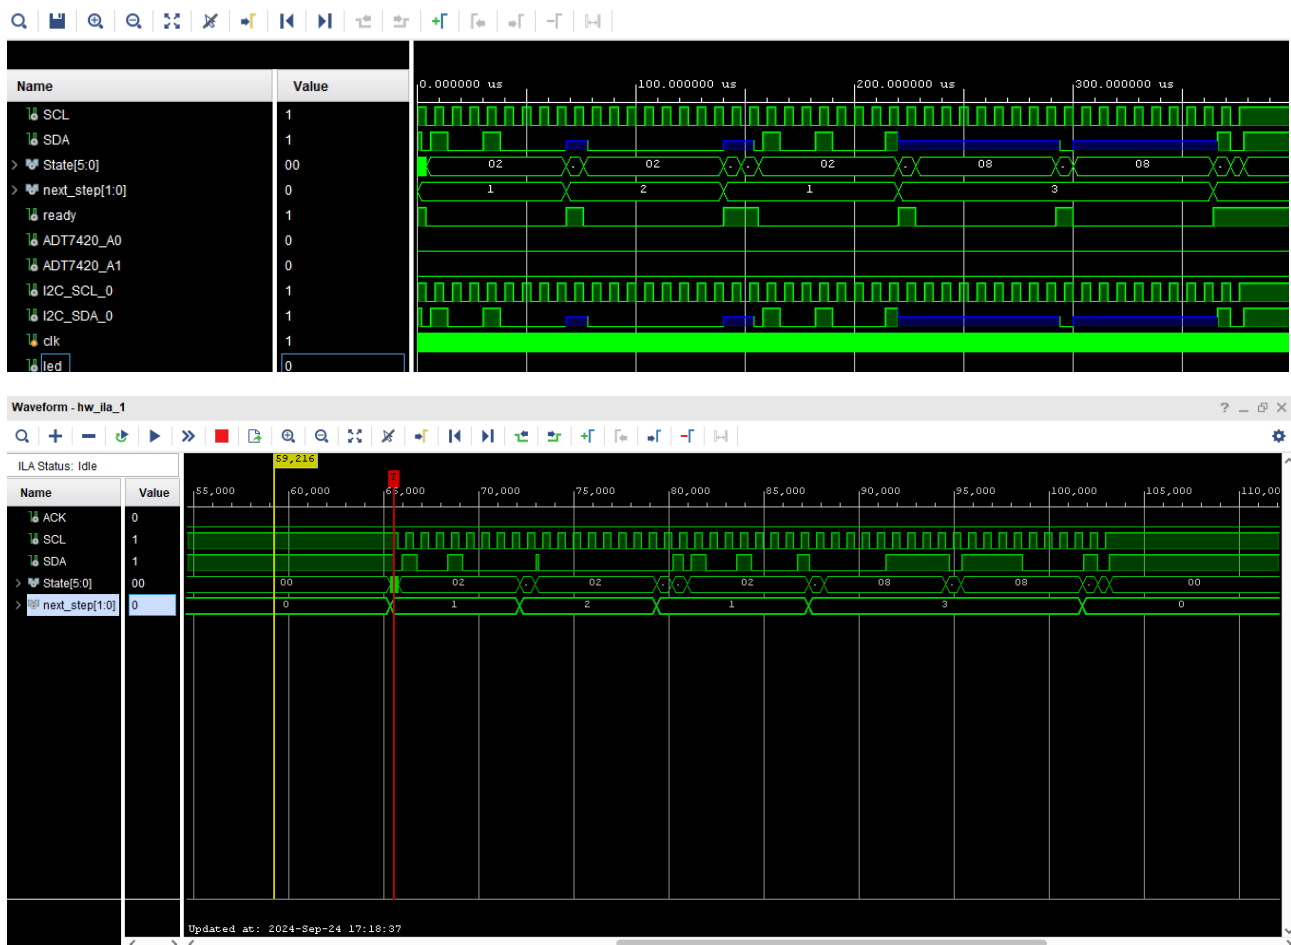 Name Value 0.000000 us 100.000000 us 200.000000 us 300.000000 us
SCL 1
SDA 1
State[5:0] 00 02 02 02 08 08
next_step[1:0] 0 1 2 1 3
ready 1
ADT7420_A0 0
ADT7420_A1 0
I2C_SCL_0 1
I2C_SDA_0 1
clk 1
led 0
Waveform - hw_ila_1
ILA Status: Idle 59,216
Name Value 55,000 60,000 65,000 70,000 75,000 80,000 85,000 90,000 95,000 100,000 105,000 110,00
ACK 0
SCL 1
SDA 1
State[5:0] 00 00 02 02 02 08 08 00
next_step[1:0] 0 0 1 2 1 3 0
Updated at: 2024-Sep-24 17:18:37